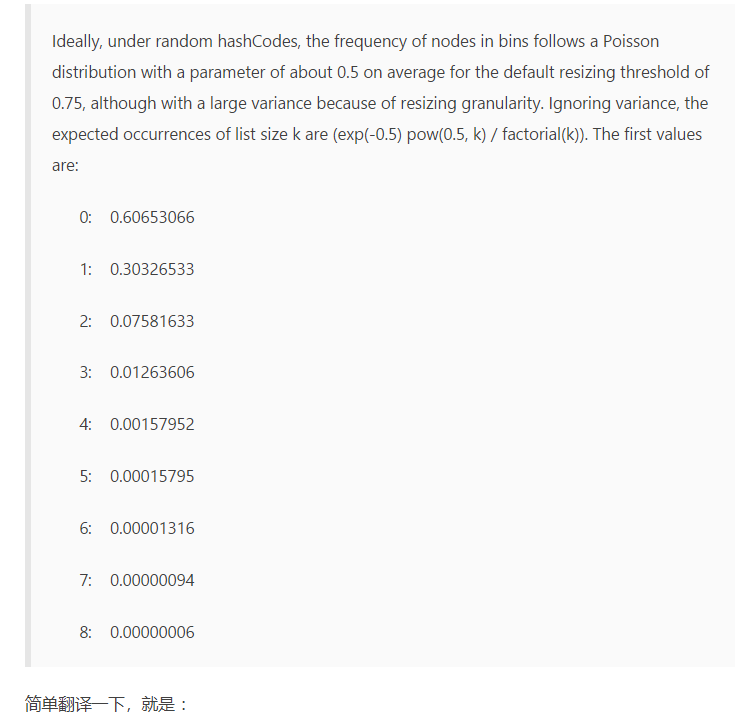 Ideally, under random hashCodes, the frequency of nodes in bins follows a Poisson
distribution with a parameter of about 0.5 on average for the default resizing threshold of
0.75, although with a large variance because of resizing granularity. Ignoring variance, the
expected occurrences of list size k are (exp(-0.5) pow(0.5, k) / factorial(k)). The first values
are:
0: 0.60653066
1: 0.30326533
2: 0.07581633
3: 0.01263606
4: 0.00157952
5: 0.00015795
6: 0.00001316
7: 0.00000094
8: 0.00000006
简单翻译一下，就是：